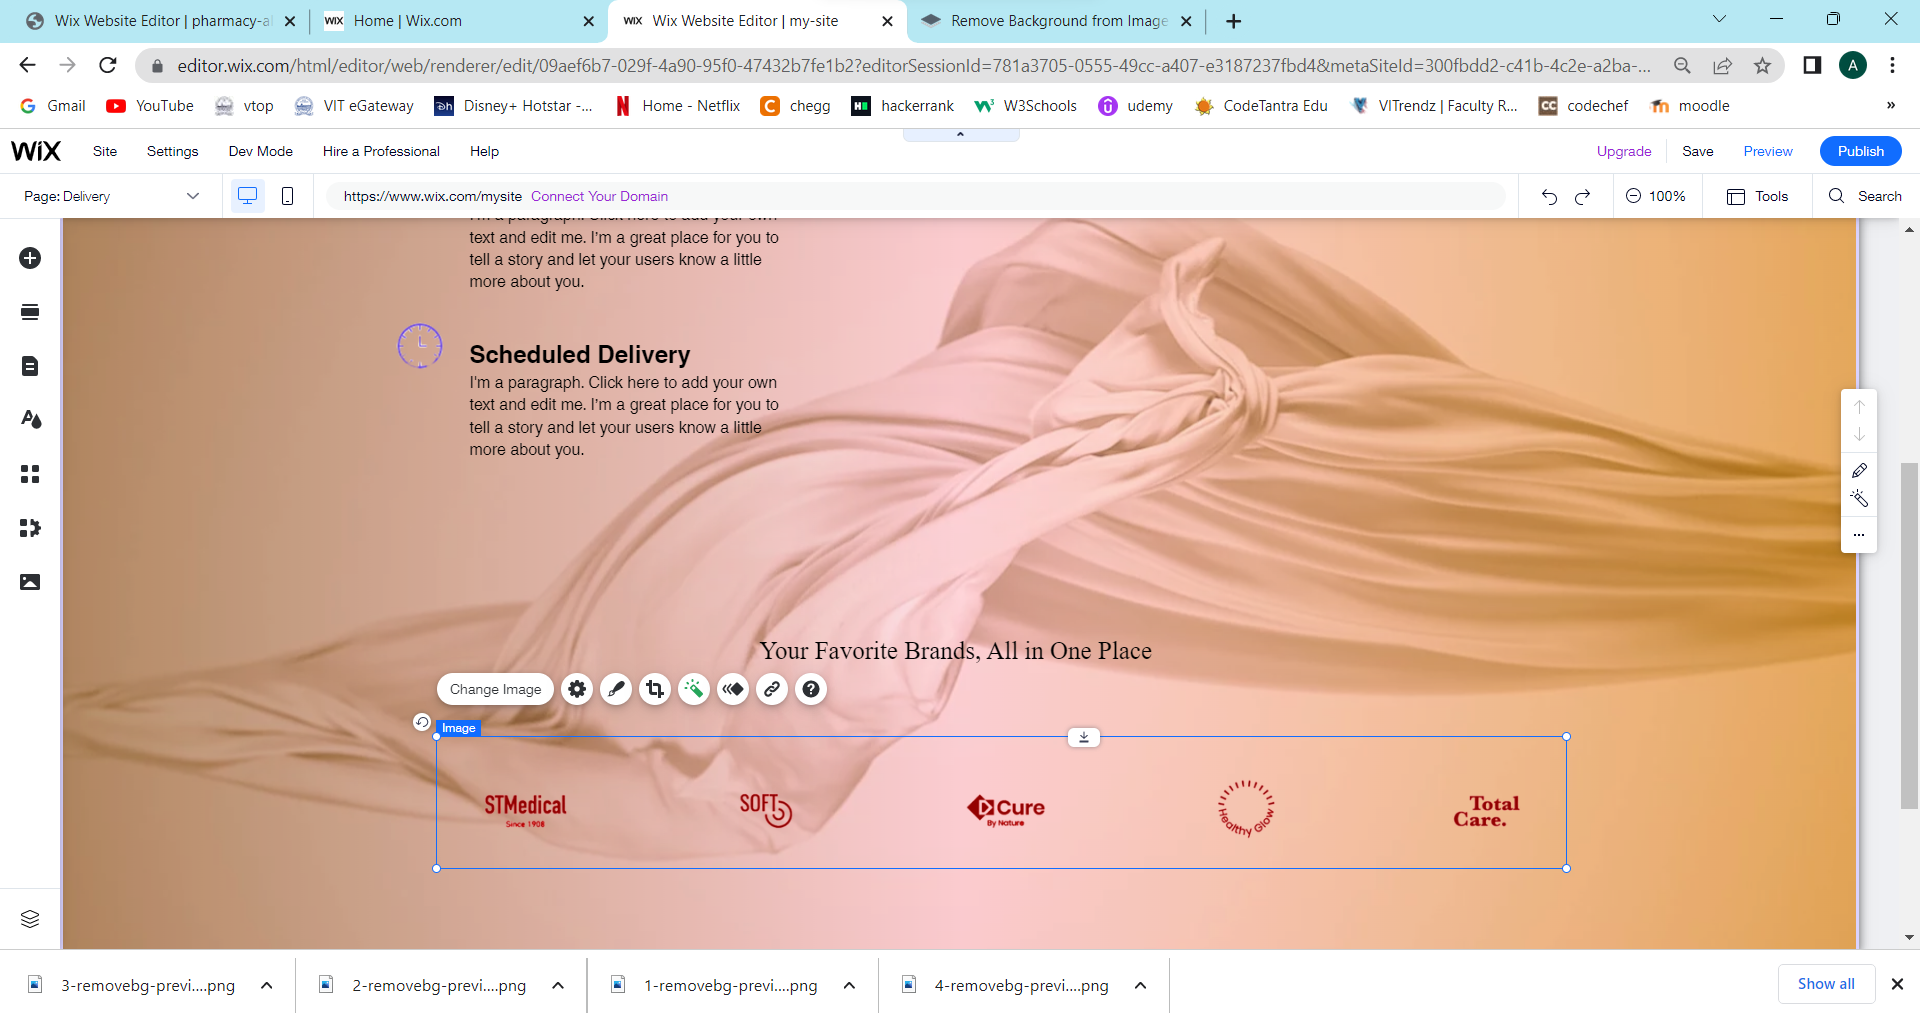 Wix Website Editor | pharmacy-al
Home | Wix.com
Wix Website Editor | my-site
Remove Background from Image
editor.wix.com/html/editor/web/renderer/edit/09aef6b7-029f-4a90-95f0-47432b7fe1b2?editorSessionId=781a3705-0555-49cc-a407-e3187237fbd4&metaSiteId=300fbdd2-c41b-4c2e-a2ba-...
A
Gmail YouTube vtop VIT eGateway Disney+ Hotstar -... Home - Netflix chegg hackerrank W3Schools udemy CodeTantra Edu VITrendz | Faculty R... codechef moodle »
WiX Site Settings Dev Mode Hire a Professional Help Upgrade Save Preview Publish
Page: Delivery https://www.wix.com/mysite Connect Your Domain 100% Tools Search
I'm a paragraph. Click here to add your own
text and edit me. I'm a great place for you to
tell a story and let your users know a little
more about you.
Scheduled Delivery
I'm a paragraph. Click here to add your own
text and edit me. I'm a great place for you to
tell a story and let your users know a little
more about you.
Your Favorite Brands, All in One Place
Change Image
Image
STMedical
Since 1908
SOFT
Cure
By Nature
Healthy Glow
Total
Care.
3-removebg-previ....png
2-removebg-previ....png
1-removebg-previ....png
4-removebg-previ....png
Show all